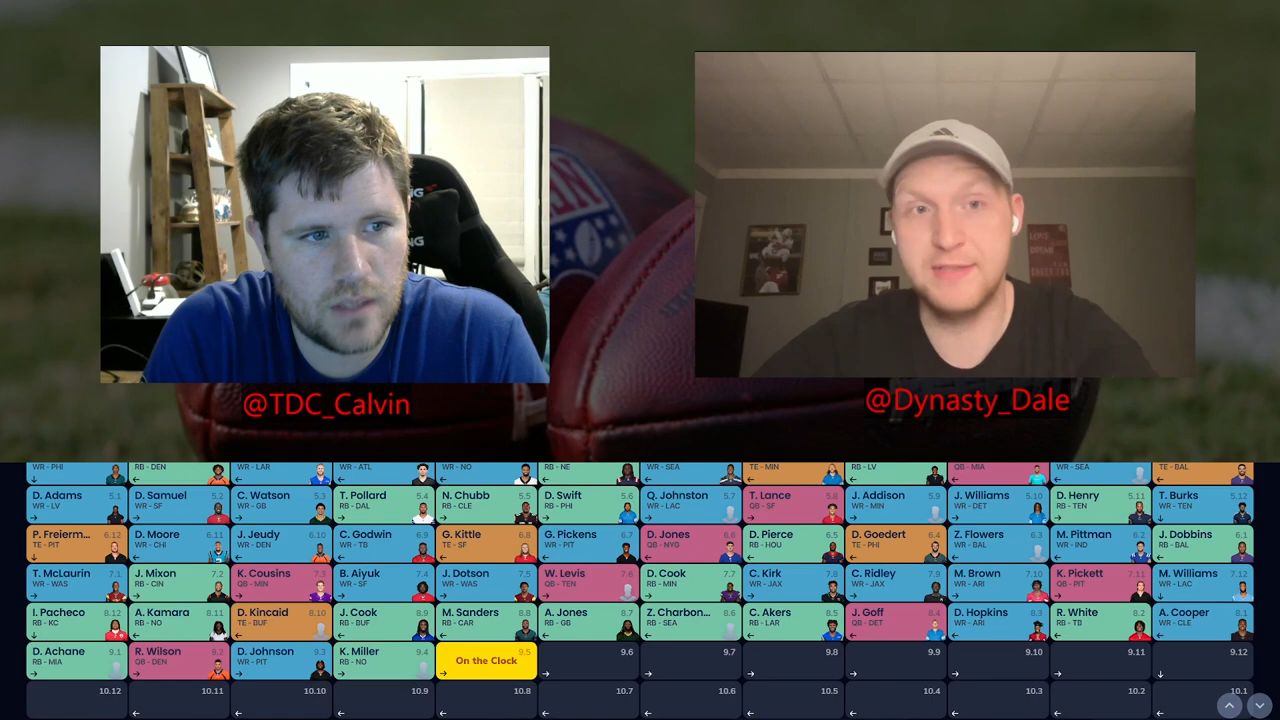 @TDC_Calvin
@Dynasty_Dale
WR - PHI
RB - DEN
WR - LAR
WR - ATL
WR - NO
RB - NE
WR - SEA
TE - MIN
RB - LV
QB - MIA
WR - SEA
TE - BAL
D. Adams 5.1
WR - LV
D. Samuel 5.2
WR - SF
C. Watson 5.3
WR - GB
T. Pollard 5.4
RB - DAL
N. Chubb 5.5
RB - CLE
D. Swift 5.6
RB - PHI
Q. Johnston 5.7
WR - LAC
T. Lance 5.8
QB - SF
J. Addison 5.9
WR - MIN
J. Williams 5.10
WR - DET
D. Henry 5.11
RB - TEN
T. Burks 5.12
WR - TEN
P. Freierm... 6.12
TE - PIT
D. Moore 6.11
WR - CHI
J. Jeudy 6.10
WR - DEN
C. Godwin 6.9
WR - TB
G. Kittle 6.8
TE - SF
G. Pickens 6.7
WR - PIT
D. Jones 6.6
QB - NYG
D. Pierce 6.5
RB - HOU
D. Goedert 6.4
TE - PHI
Z. Flowers 6.3
WR - BAL
M. Pittman 6.2
WR - IND
J. Dobbins 6.1
RB - BAL
T. McLaurin 7.1
WR - WAS
J. Mixon 7.2
RB - CIN
K. Cousins 7.3
QB - MIN
B. Aiyuk 7.4
WR - SF
J. Dotson 7.5
WR - WAS
W. Levis 7.6
QB - TEN
D. Cook 7.7
RB - MIN
C. Kirk 7.8
WR - JAX
C. Ridley 7.9
WR - JAX
M. Brown 7.10
WR - ARI
K. Pickett 7.11
QB - PIT
M. Williams 7.12
WR - LAC
I. Pacheco 8.12
RB - KC
A. Kamara 8.11
RB - NO
D. Kincaid 8.10
TE - BUF
J. Cook 8.9
RB - BUF
M. Sanders 8.8
RB - CAR
A. Jones 8.7
RB - GB
Z. Charbon... 8.6
RB - SEA
C. Akers 8.5
RB - LAR
J. Goff 8.4
QB - DET
D. Hopkins 8.3
WR - ARI
R. White 8.2
RB - TB
A. Cooper 8.1
WR - CLE
D. Achane 9.1
RB - MIA
R. Wilson 9.2
QB - DEN
D. Johnson 9.3
WR - PIT
K. Miller 9.4
RB - NO
9.5
On the Clock
9.6
9.7
9.8
9.9
9.10
9.11
9.12
10.12
10.11
10.10
10.9
10.8
10.7
10.6
10.5
10.4
10.3
10.2
10.1